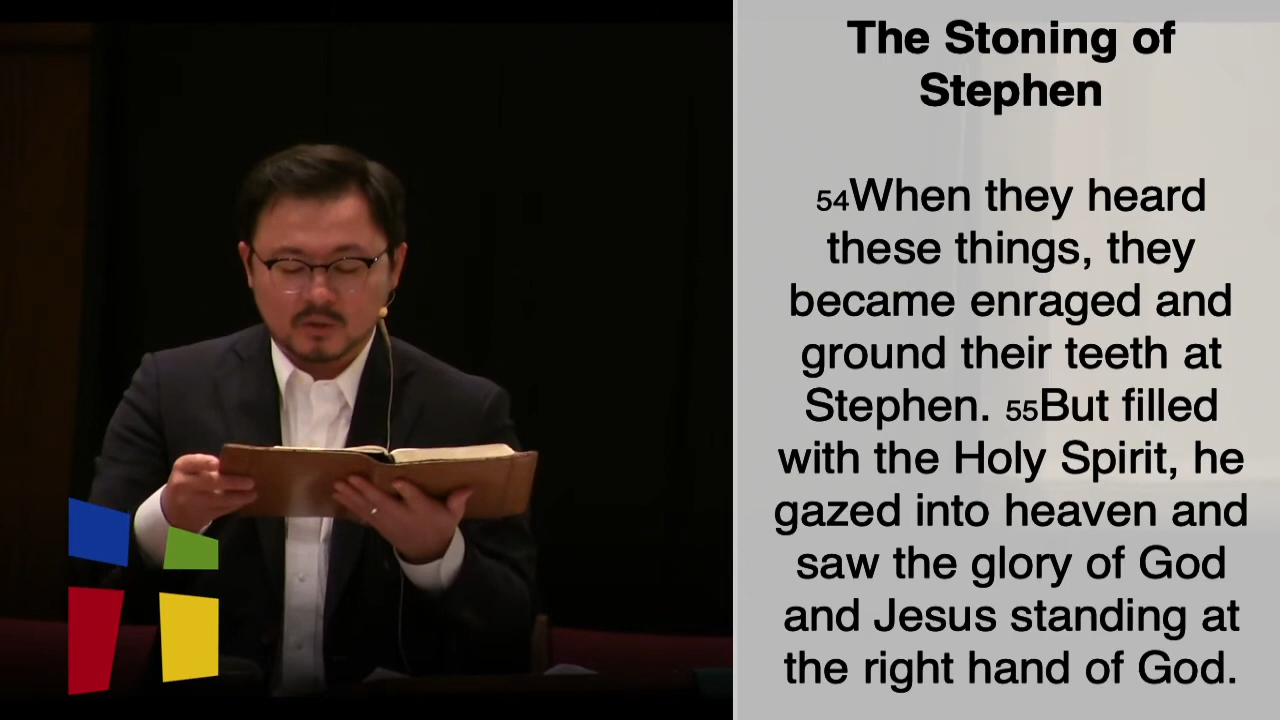 The Stoning of
Stephen
54When they heard
these things, they
became enraged and
ground their teeth at
Stephen. 55But filled
with the Holy Spirit, he
gazed into heaven and
saw the glory of God
and Jesus standing at
the right hand of God.